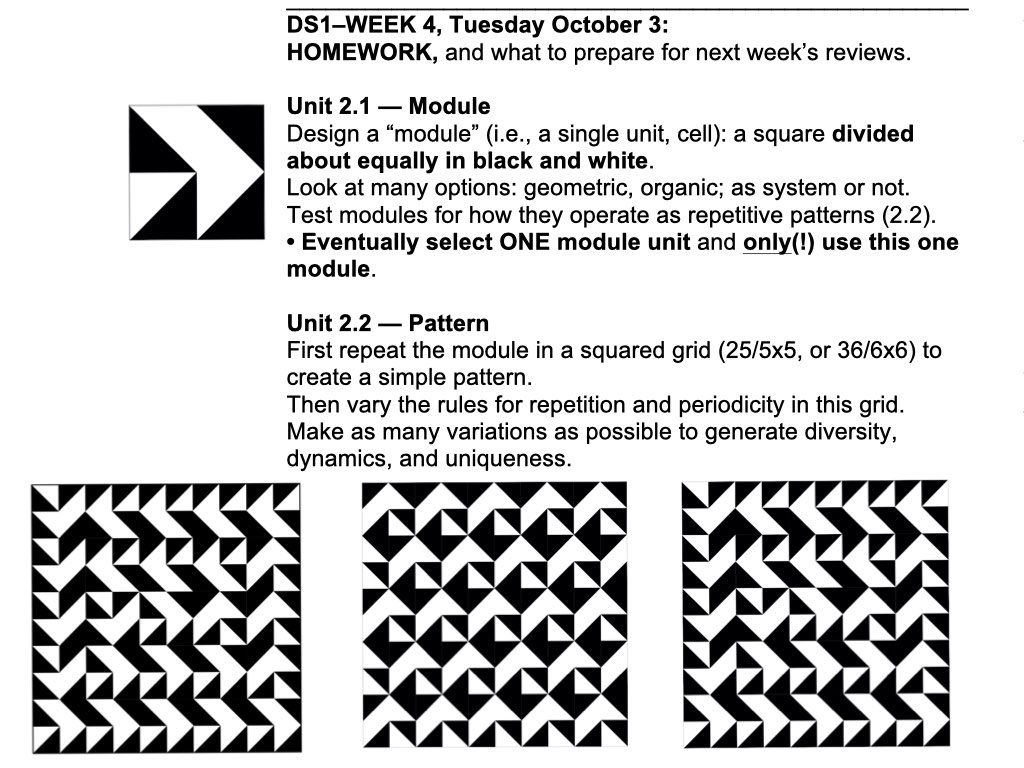 DS1–WEEK 4, Tuesday October 3:
HOMEWORK, and what to prepare for next week’s reviews.
Unit 2.1 — Module
Design a “module” (i.e., a single unit, cell): a square divided
about equally in black and white.
Look at many options: geometric, organic; as system or not.
Test modules for how they operate as repetitive patterns (2.2).
• Eventually select ONE module unit and only(!) use this one
module.
Unit 2.2 — Pattern
First repeat the module in a squared grid (25/5x5, or 36/6x6) to
create a simple pattern.
Then vary the rules for repetition and periodicity in this grid.
Make as many variations as possible to generate diversity,
dynamics, and uniqueness.